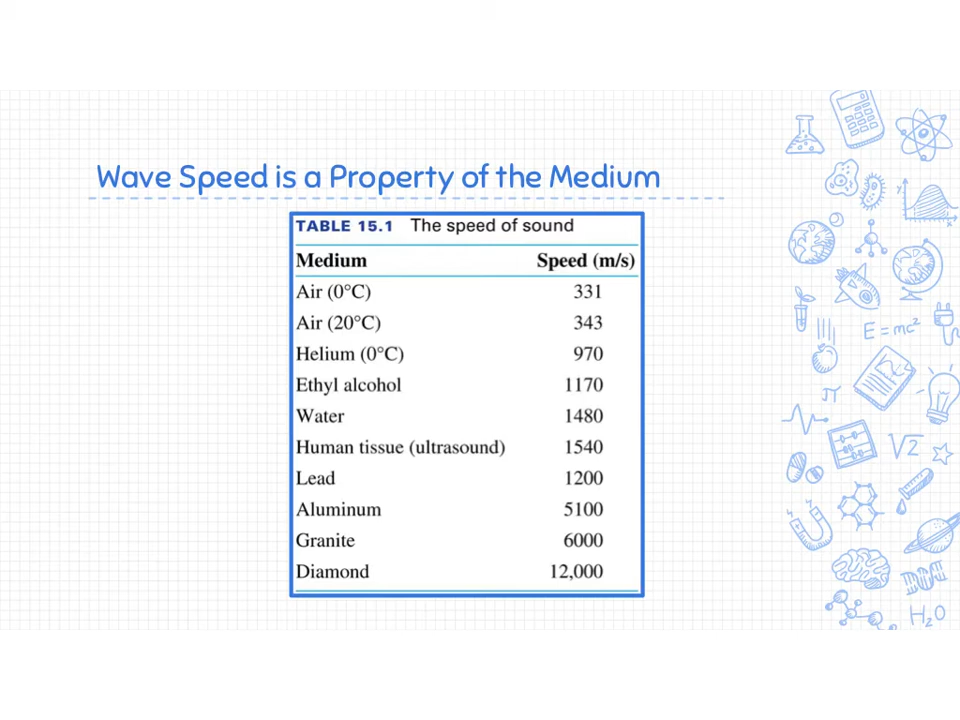 Wave Speed is a Property of the Medium
TABLE 15.1 The speed of sound
Medium Speed (m/s)
Air (0°C) 331
Air (20°C) 343
Helium (0°C) 970
Ethyl alcohol 1170
Water 1480
Human tissue (ultrasound) 1540
Lead 1200
Aluminum 5100
Granite 6000
Diamond 12,000
y
x
E=mc²
π
√2
H₂O